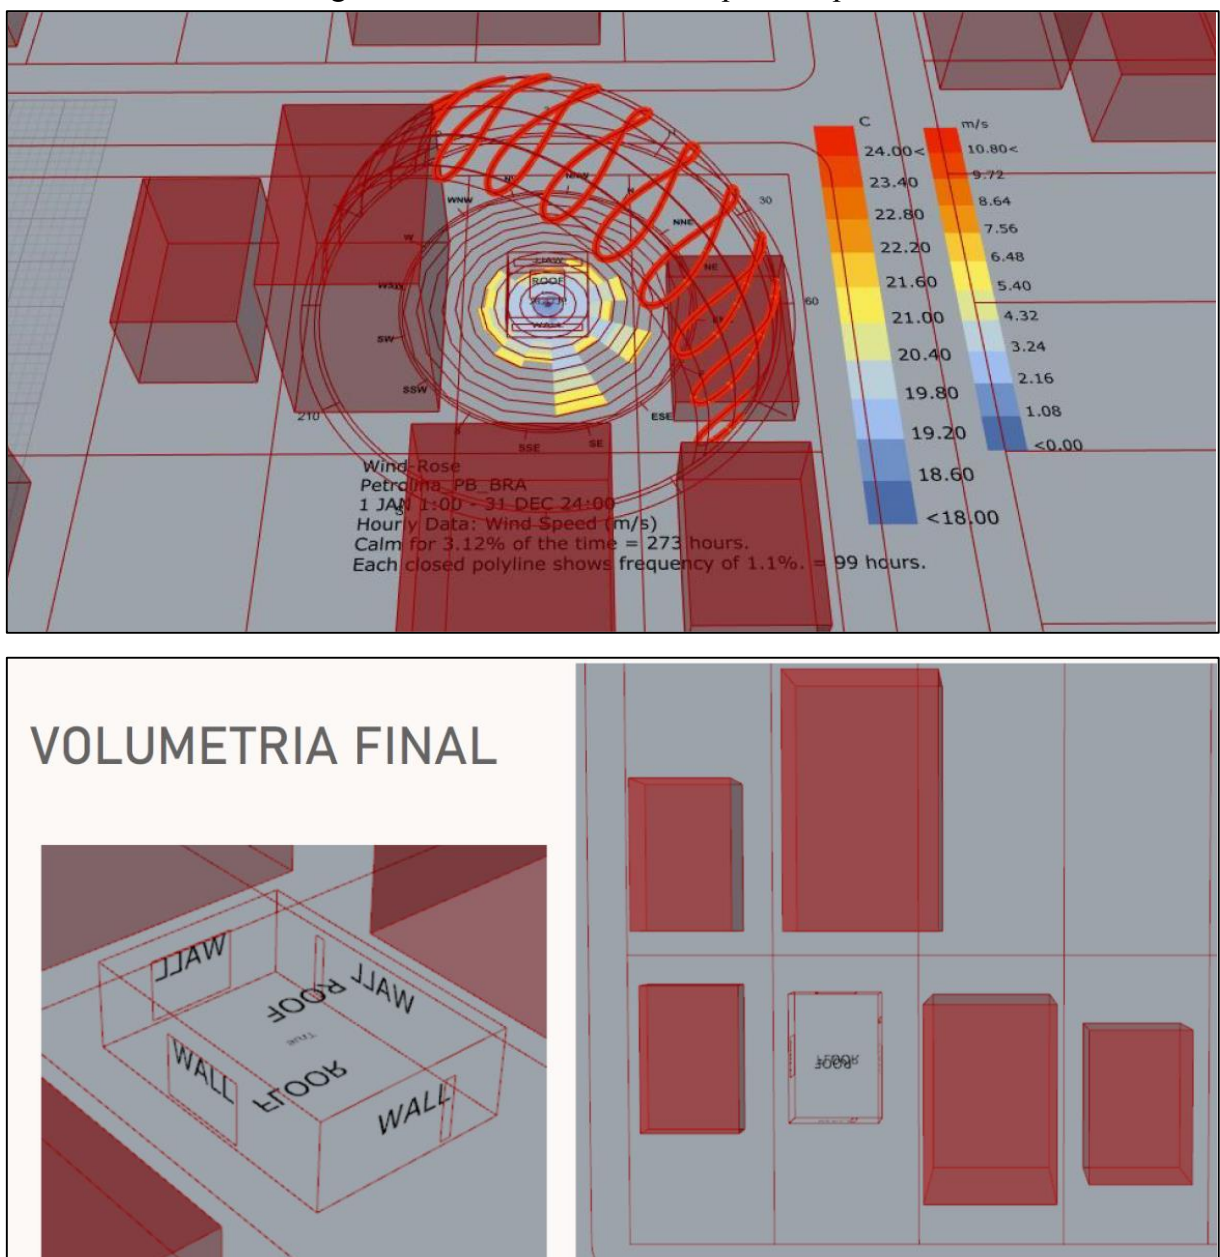 C
m/s
24.00<
10.80<
23.40
9.72
22.80
8.64
22.20
7.56
21.60
6.48
21.00
5.40
20.40
4.32
19.80
3.24
19.20
2.16
18.60
1.08
<18.00
<0.00
30
60
210
WNW
NNE
W
NE
SW
SSW
ESE
SE
SSE
S
ROOF
WALL
Wind-Rose
Petrolina_PB_BRA
1 JAN 1:00 - 31 DEC 24:00
Hourly Data: Wind Speed (m/s)
Calm for 3.12% of the time = 273 hours.
Each closed polyline shows frequency of 1.1%. = 99 hours.
VOLUMETRIA FINAL
WALL
WALL
ROOF
True
WALL
FLOOR
WALL
FLOOR